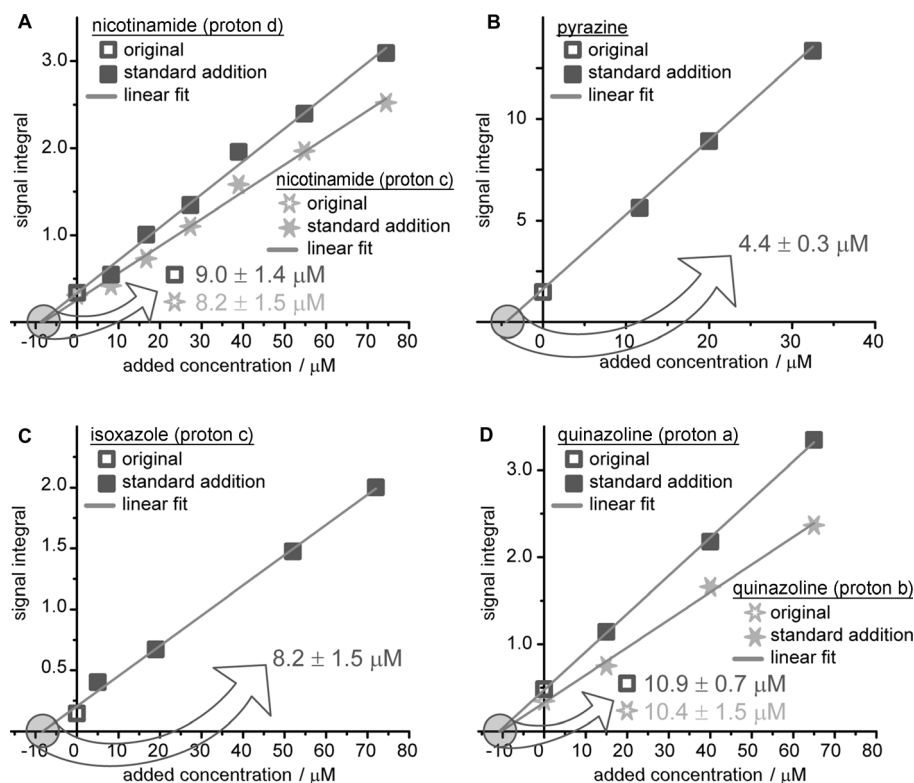 A
nicotinamide (proton d)
original
standard addition
linear fit
nicotinamide (proton c)
original
standard addition
linear fit
9.0 ± 1.4 μM
8.2 ± 1.5 μM
signal integral
3.0
2.0
1.0
-10 0 10 20 30 40 50 60 70 80
added concentration / μM
B
pyrazine
original
standard addition
linear fit
4.4 ± 0.3 μM
signal integral
10
5
0 10 20 30 40
added concentration / μM
C
isoxazole (proton c)
original
standard addition
linear fit
8.2 ± 1.5 μM
signal integral
2.0
1.5
1.0
0.5
-10 0 10 20 30 40 50 60 70 80
added concentration / μM
D
quinazoline (proton a)
original
standard addition
linear fit
quinazoline (proton b)
original
standard addition
linear fit
10.9 ± 0.7 μM
10.4 ± 1.5 μM
signal integral
3.0
2.0
1.0
-10 0 10 20 30 40 50 60 70 80
added concentration / μM